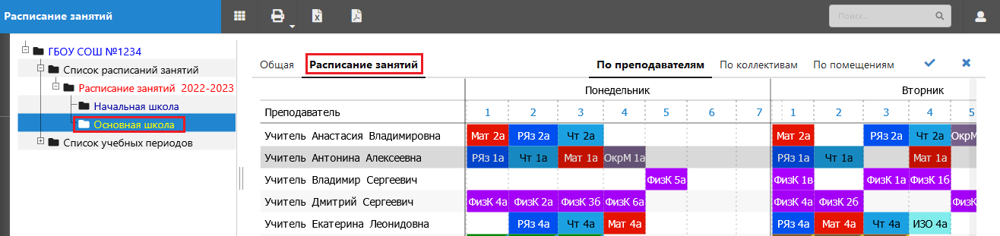 Расписание занятий
Поиск...
ГБОУ СОШ №1234
Список расписаний занятий
Расписание занятий 2022-2023
Начальная школа
Основная школа
Список учебных периодов
Общая Расписание занятий По преподавателям По коллективам По помещениям
Понедельник Вторник
Преподаватель 1 2 3 4 5 6 7 1 2 3 4 5
Учитель Анастасия Владимировна Мат 2а РЯз 2а Чт 2а Мат 2а РЯз 2а Чт 2а ОкрМ
Учитель Антонина Алексеевна РЯз 1а Чт 1а Мат 1а ОкрМ 1а РЯз 1а Чт 1а Мат 1а
Учитель Владимир Сергеевич ФизК 5а ФизК 1в ФизК 1а ФизК 1б
Учитель Дмитрий Сергеевич ФизК 4а ФизК 2а ФизК 3б ФизК 6а ФизК 4а ФизК 2б ФизК
Учитель Екатерина Леонидовна РЯз 4а Чт 4а Мат 4а РЯз 4а Мат 4а Чт 4а ИЗО 4а